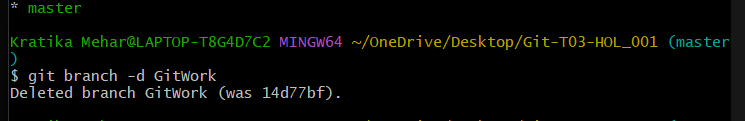 * master
Kratika Mehar@LAPTOP-T8G4D7C2 MINGW64 ~/OneDrive/Desktop/Git-T03-HOL_001 (master
)
$ git branch -d GitWork
Deleted branch GitWork (was 14d77bf).